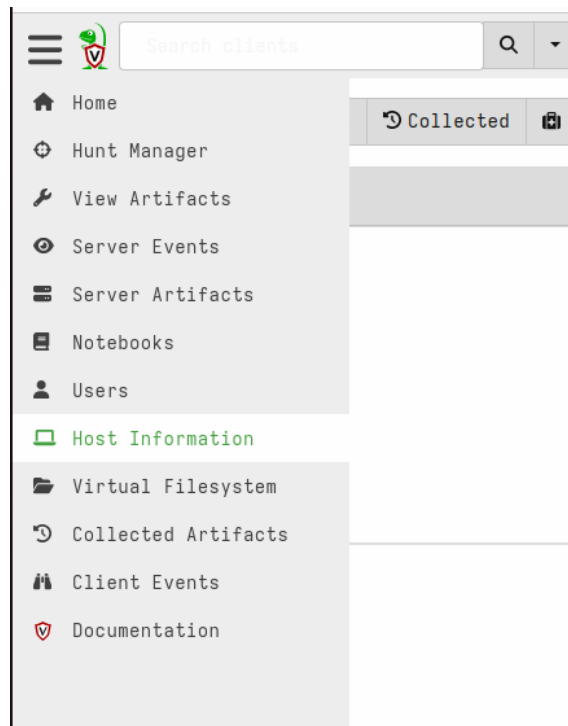 Search clients
Collected
Home
Hunt Manager
View Artifacts
Server Events
Server Artifacts
Notebooks
Users
Host Information
Virtual Filesystem
Collected Artifacts
Client Events
Documentation